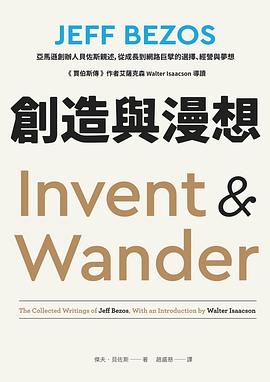 JEFF BEZOS
亞馬遜創辦人貝佐斯親述,從成長到網路巨擘的選擇、經營與夢想
《賈伯斯傳》作者艾薩克森 Walter Isaacson 導讀
創造與漫想
Invent &
Wander
The Collected Writings of Jeff Bezos, With an Introduction by Walter Isaacson
傑夫・貝佐斯——著 趙盛慈——譯